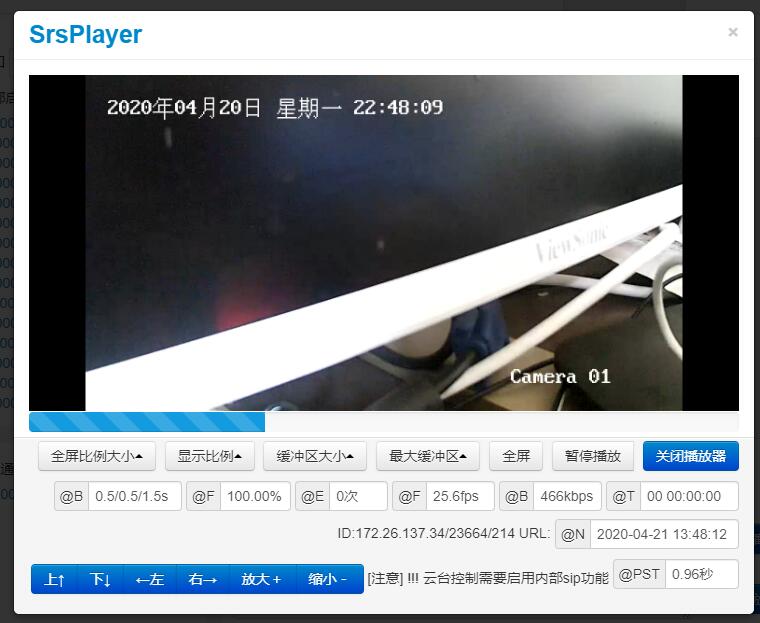 SrsPlayer ×
2020年04月20日 星期一 22:48:09
ViewSonic
Camera 01
全屏比例大小 显示比例 缓冲区大小 最大缓冲区 全屏 暂停播放 关闭播放器
@B 0.5/0.5/1.5s @F 100.00% @E 0次 @F 25.6fps @B 466kbps @T 00 00:00:00
ID:172.26.137.34/23664/214 URL: @N 2020-04-21 13:48:12
上↑ 下↓ ←左 右→ 放大+ 缩小- [注意] !!! 云台控制需要启用内部sip功能 @PST 0.96秒